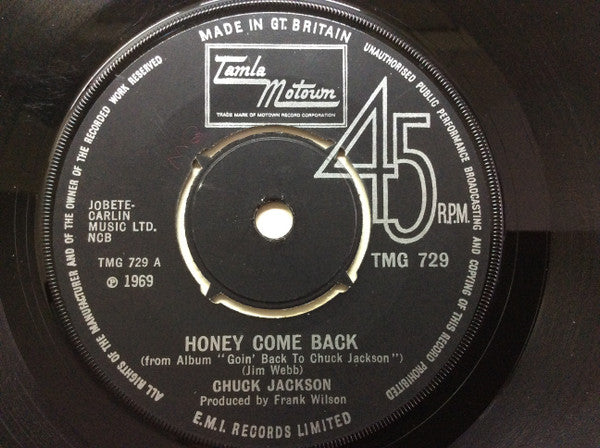 MADE IN GT. BRITAIN
UNAUTHORISED PUBLIC PERFORMANCE BROADCASTING AND COPYING OF THIS RECORD PROHIBITED
ALL RIGHTS OF THE MANUFACTURER AND OF THE OWNER OF THE RECORDED WORK RESERVED
Tamla
Motown
TRADE MARK OF MOTOWN RECORD CORPORATION
45 R.P.M.
JOBETE-
CARLIN
MUSIC LTD.
NCB
TMG 729 A
℗ 1969
TMG 729
HONEY COME BACK
(from Album "Goin' Back To Chuck Jackson")
(Jim Webb)
CHUCK JACKSON
Produced by Frank Wilson
E.M.I. RECORDS LIMITED